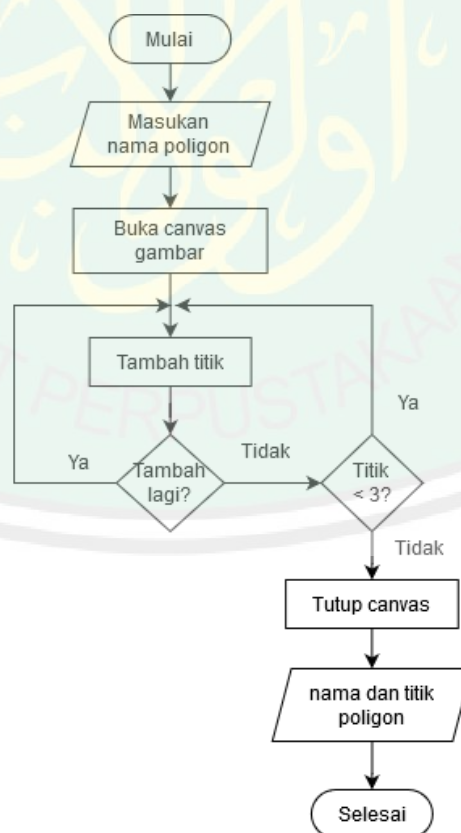 Mulai
Masukan
nama poligon
Buka canvas
gambar
Tambah titik
Ya
Tambah
lagi?
Tidak
Titik
< 3?
Ya
Tidak
Tutup canvas
nama dan titik
poligon
Selesai